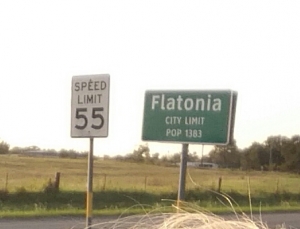 SPEED
LIMIT
55
Flatonia
CITY LIMIT
POP 1383